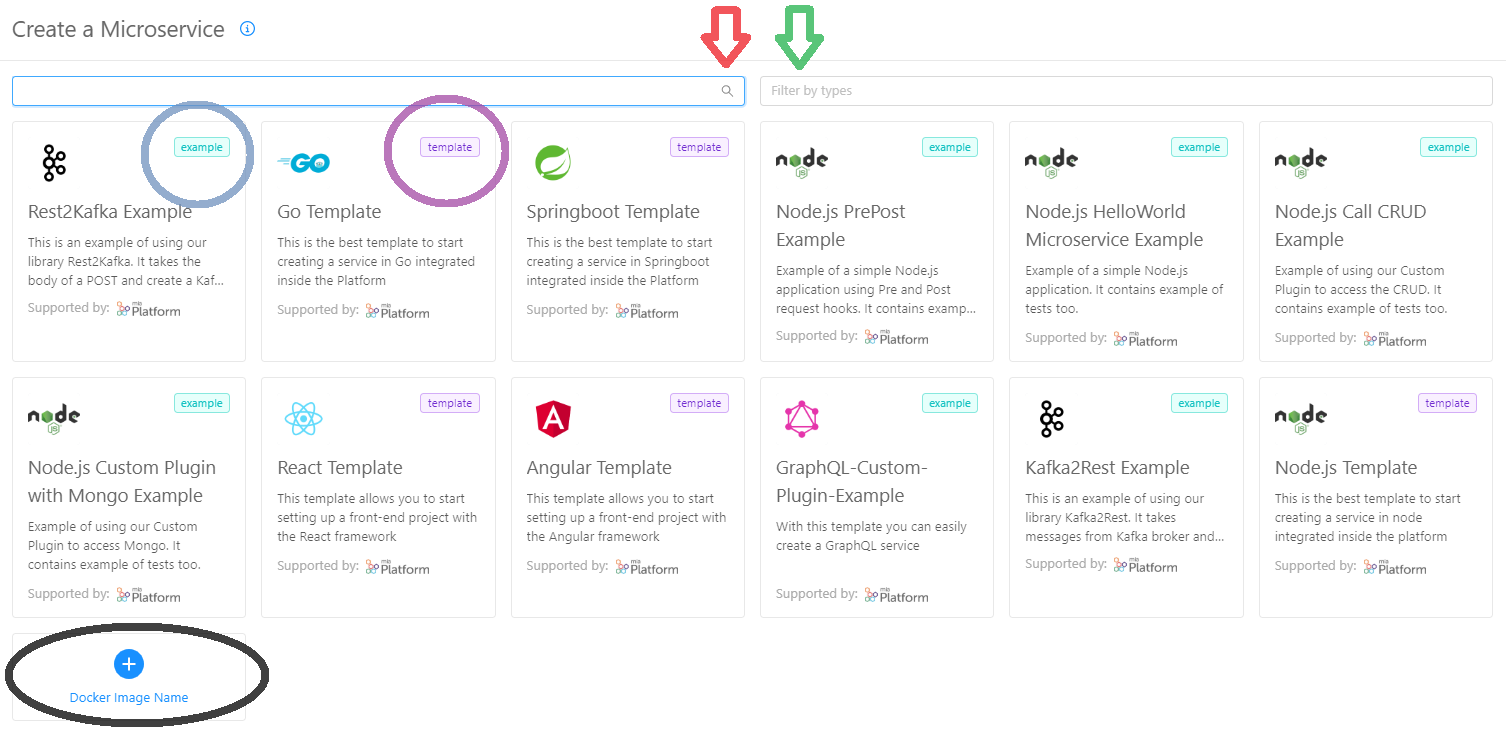 Create a Microservice
Filter by types
example
Rest2Kafka Example
This is an example of using our
library Rest2Kafka. It takes the
body of a POST and create a Kaf...
Supported by: mia Platform
template
GO
Go Template
This is the best template to start
creating a service in Go integrated
inside the Platform
Supported by: mia Platform
template
Springboot Template
This is the best template to start
creating a service in Springboot
integrated inside the Platform
Supported by: mia Platform
node
JS
example
Node.js PrePost
Example
Example of a simple Node.js
application using Pre and Post
request hooks. It contains examp...
Supported by: mia Platform
node
JS
example
Node.js HelloWorld
Microservice Example
Example of a simple Node.js
application. It contains example of
tests too.
Supported by: mia Platform
node
JS
example
Node.js Call CRUD
Example
Example of using our Custom
Plugin to access the CRUD. It
contains example of tests too.
Supported by: mia Platform
node
JS
example
Node.js Custom Plugin
with Mongo Example
Example of using our Custom
Plugin to access Mongo. It
contains example of tests too.
Supported by: mia Platform
template
React Template
This template allows you to start
setting up a front-end project with
the React framework
Supported by: mia Platform
A
template
Angular Template
This template allows you to start
setting up a front-end project with
the Angular framework
Supported by: mia Platform
example
GraphQL-Custom-
Plugin-Example
With this template you can easily
create a GraphQL service
Supported by: mia Platform
example
Kafka2Rest Example
This is an example of using our
library Kafka2Rest. It takes
messages from Kafka broker and...
Supported by: mia Platform
node
JS
template
Node.js Template
This is the best template to start
creating a service in node
integrated inside the platform
Supported by: mia Platform
Docker Image Name